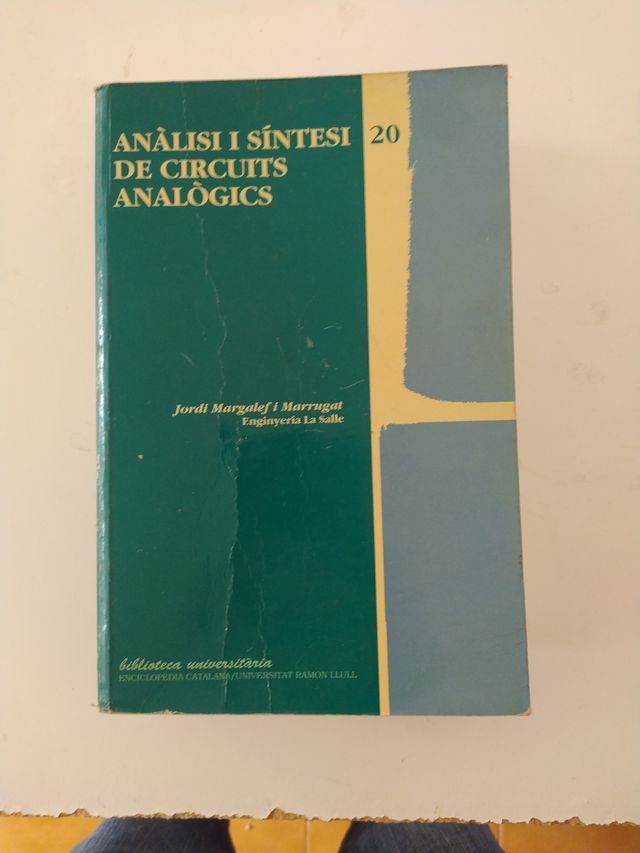 ANÀLISI I SÍNTESI
DE CIRCUITS
ANALÒGICS
20
Jordi Margalef i Marrugat
Enginyeria La Salle
biblioteca universitària
ENCICLOPÈDIA CATALANA/UNIVERSITAT RAMON LLULL